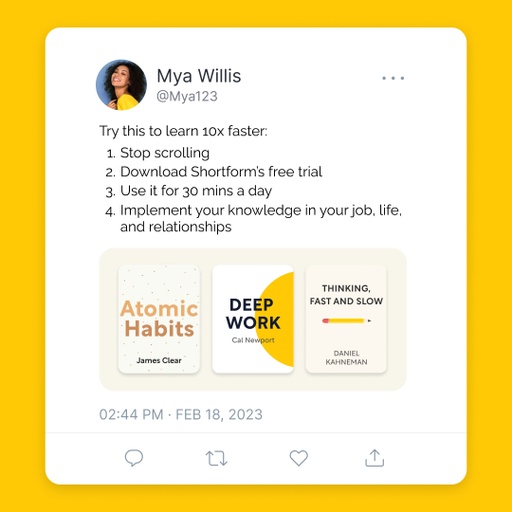 Mya Willis
@Mya123
Try this to learn 10x faster:
1. Stop scrolling
2. Download Shortform's free trial
3. Use it for 30 mins a day
4. Implement your knowledge in your job, life,
and relationships
Atomic
Habits
James Clear
DEEP
WORK
Cal Newport
THINKING,
FAST AND SLOW
DANIEL
KAHNEMAN
02:44 PM · FEB 18, 2023